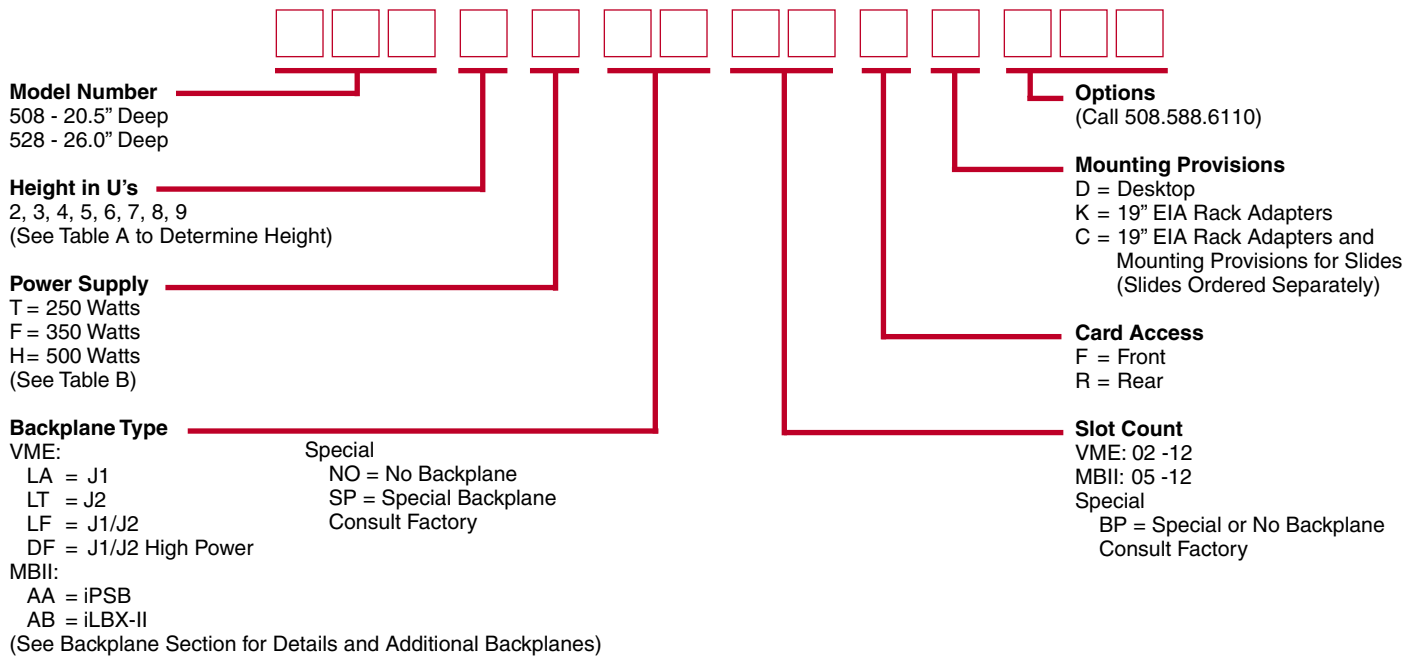 Model Number
508 - 20.5” Deep
528 - 26.0” Deep
Height in U's
2, 3, 4, 5, 6, 7, 8, 9
(See Table A to Determine Height)
Power Supply
T = 250 Watts
F = 350 Watts
H = 500 Watts
(See Table B)
Backplane Type
VME:
LA = J1
LT = J2
LF = J1/J2
DF = J1/J2 High Power
MBII:
AA = iPSB
AB = iLBX-II
(See Backplane Section for Details and Additional Backplanes)
Special
NO = No Backplane
SP = Special Backplane
Consult Factory
Options
(Call 508.588.6110)
Mounting Provisions
D = Desktop
K = 19” EIA Rack Adapters
C = 19” EIA Rack Adapters and
Mounting Provisions for Slides
(Slides Ordered Separately)
Card Access
F = Front
R = Rear
Slot Count
VME: 02 -12
MBII: 05 -12
Special
BP = Special or No Backplane
Consult Factory